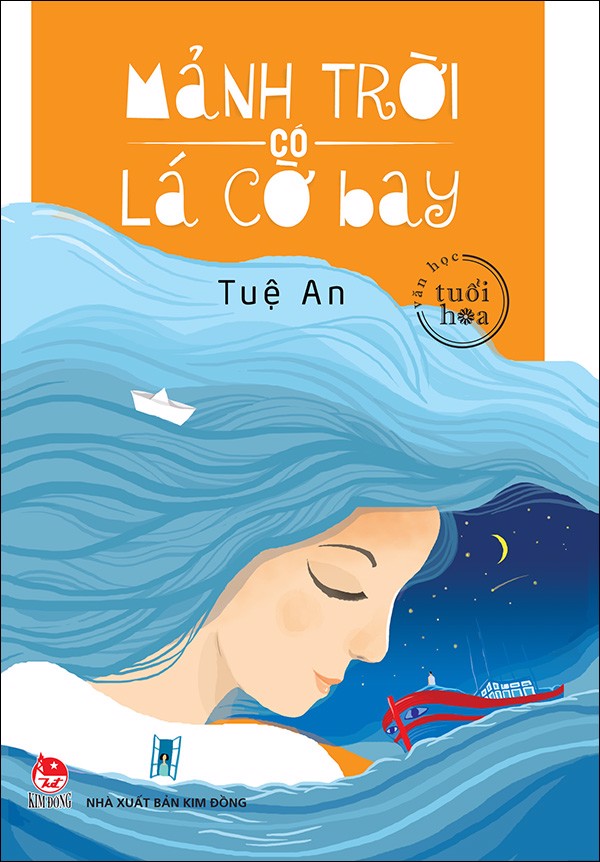 MảNH TRỜI
CÓ
Lá CỜ bay
Tuệ An
văn học
tuổi
hoa
KIM ĐỒNG
NHÀ XUẤT BẢN KIM ĐỒNG